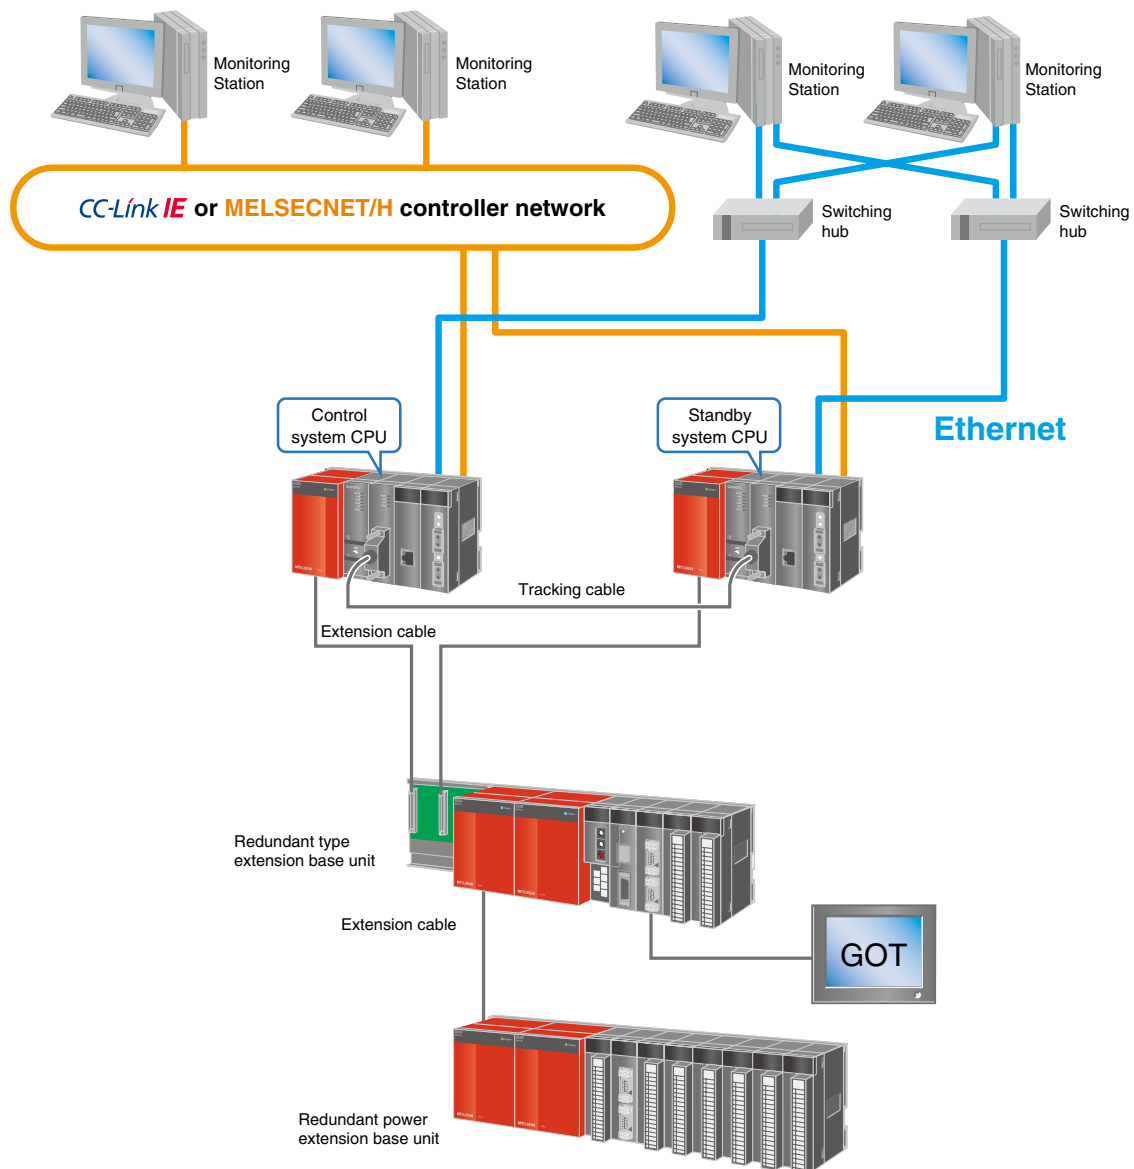 Monitoring
Station
Monitoring
Station
Monitoring
Station
Monitoring
Station
CC-Link IE or MELSECNET/H controller network
Switching
hub
Switching
hub
Control
system CPU
Standby
system CPU
Ethernet
Tracking cable
Extension cable
Redundant type
extension base unit
Extension cable
GOT
Redundant power
extension base unit